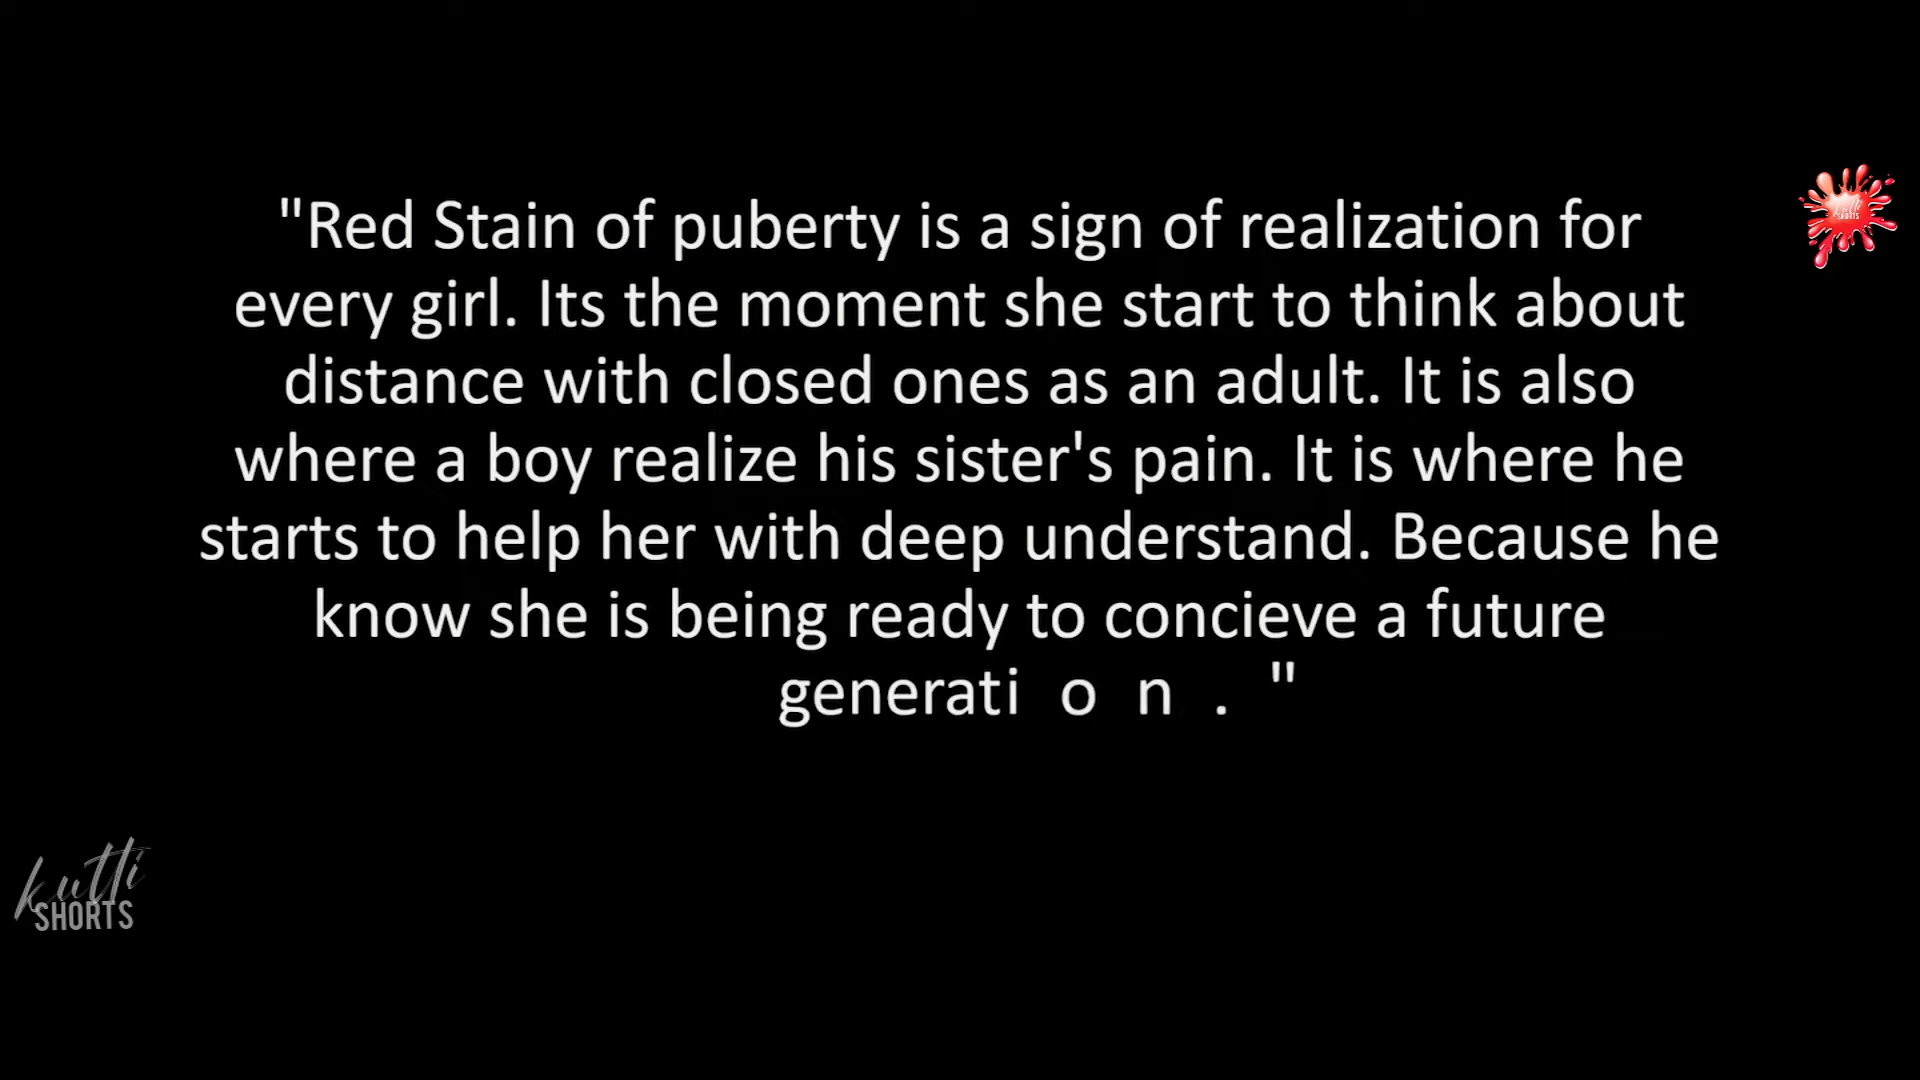 "Red Stain of puberty is a sign of realization for
every girl. Its the moment she start to think about
distance with closed ones as an adult. It is also
where a boy realize his sister's pain. It is where he
starts to help her with deep understand. Because he
know she is being ready to concieve a future
generati o n . "
kutti
SHORTS
kutti
SHORTS